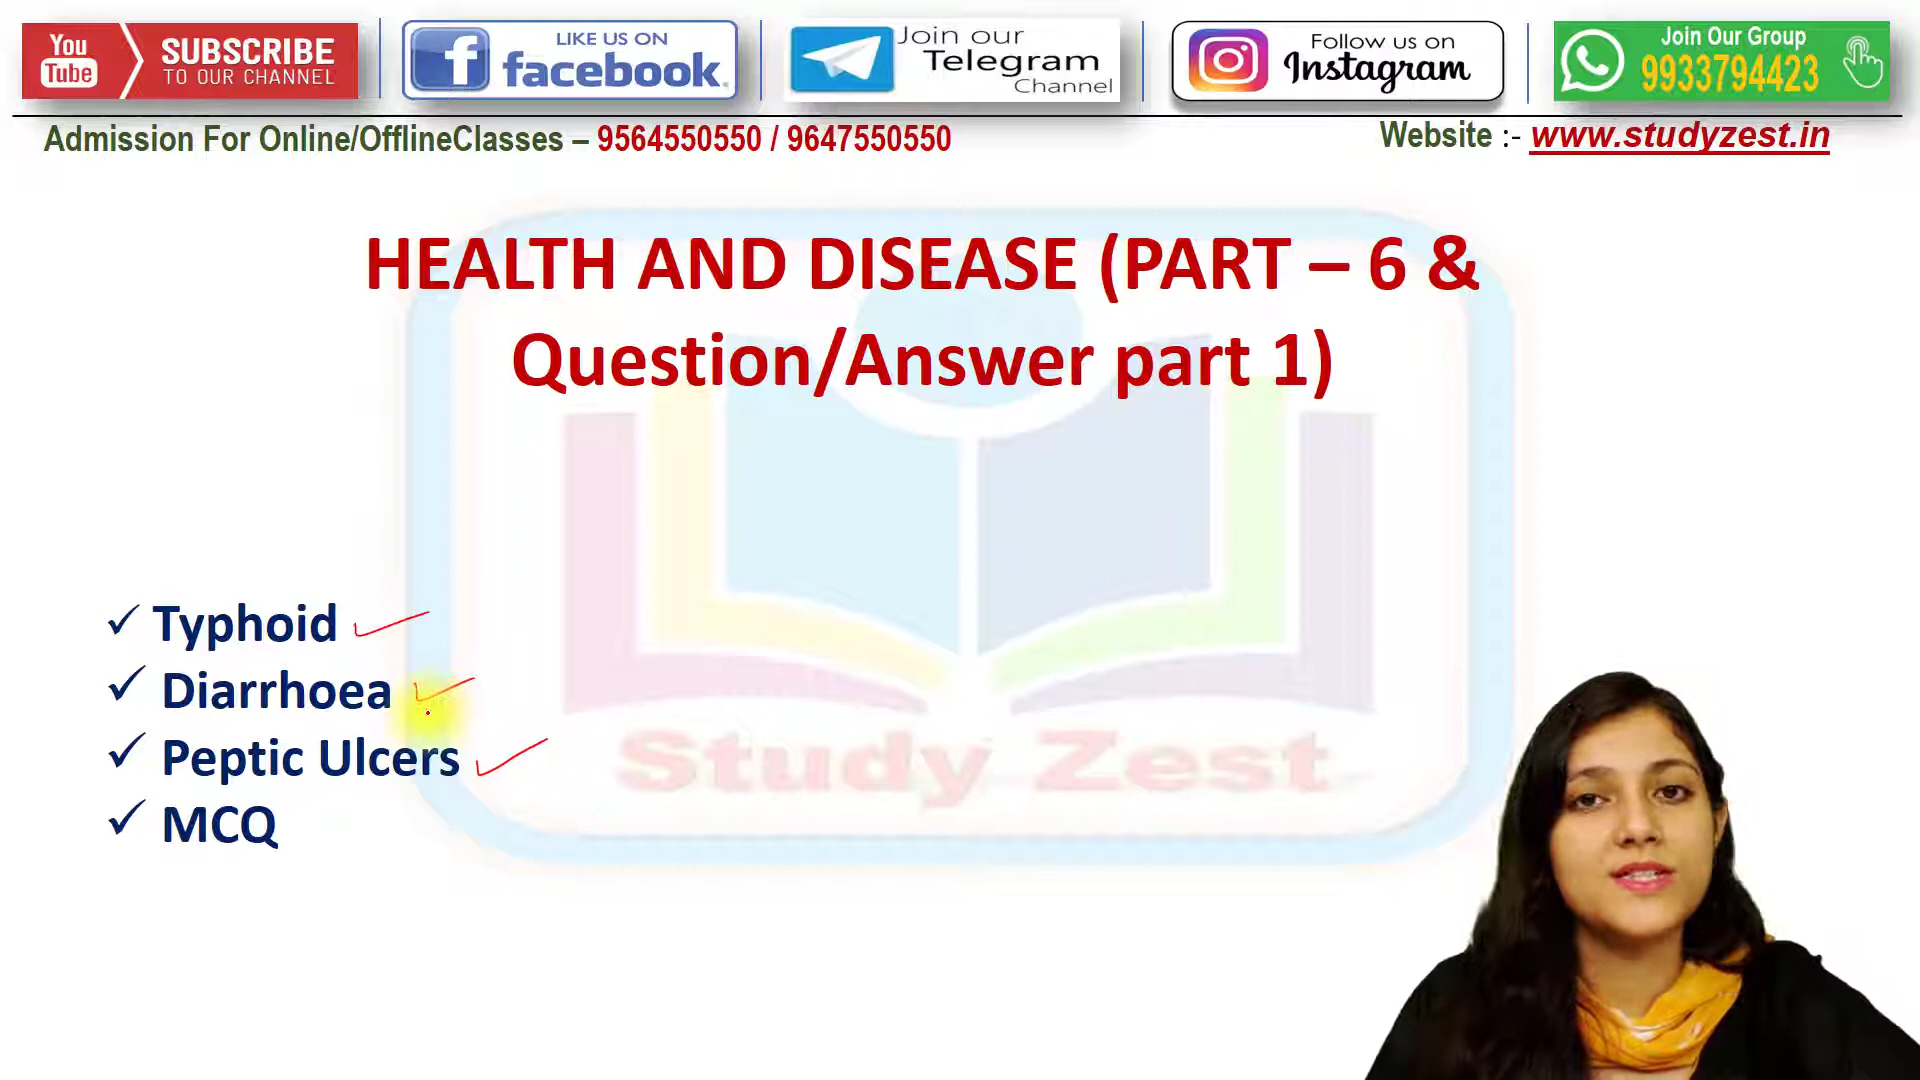 You Tube SUBSCRIBE TO OUR CHANNEL
LIKE US ON facebook.
Join our Telegram Channel
Follow us on Instagram
Join Our Group 9933794423
Admission For Online/OfflineClasses – 9564550550 / 9647550550
Website :- www.studyzest.in
HEALTH AND DISEASE (PART – 6 &
Question/Answer part 1)
✓ Typhoid
✓ Diarrhoea
✓ Peptic Ulcers
✓ MCQ
Study Zest